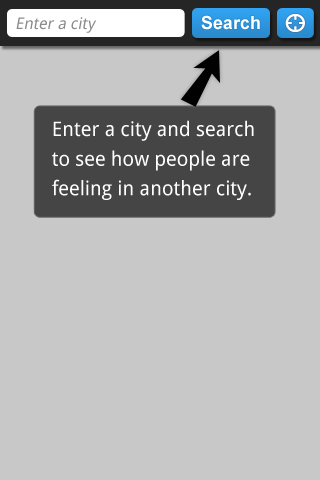 Enter a city
Search
Enter a city and search
to see how people are
feeling in another city.